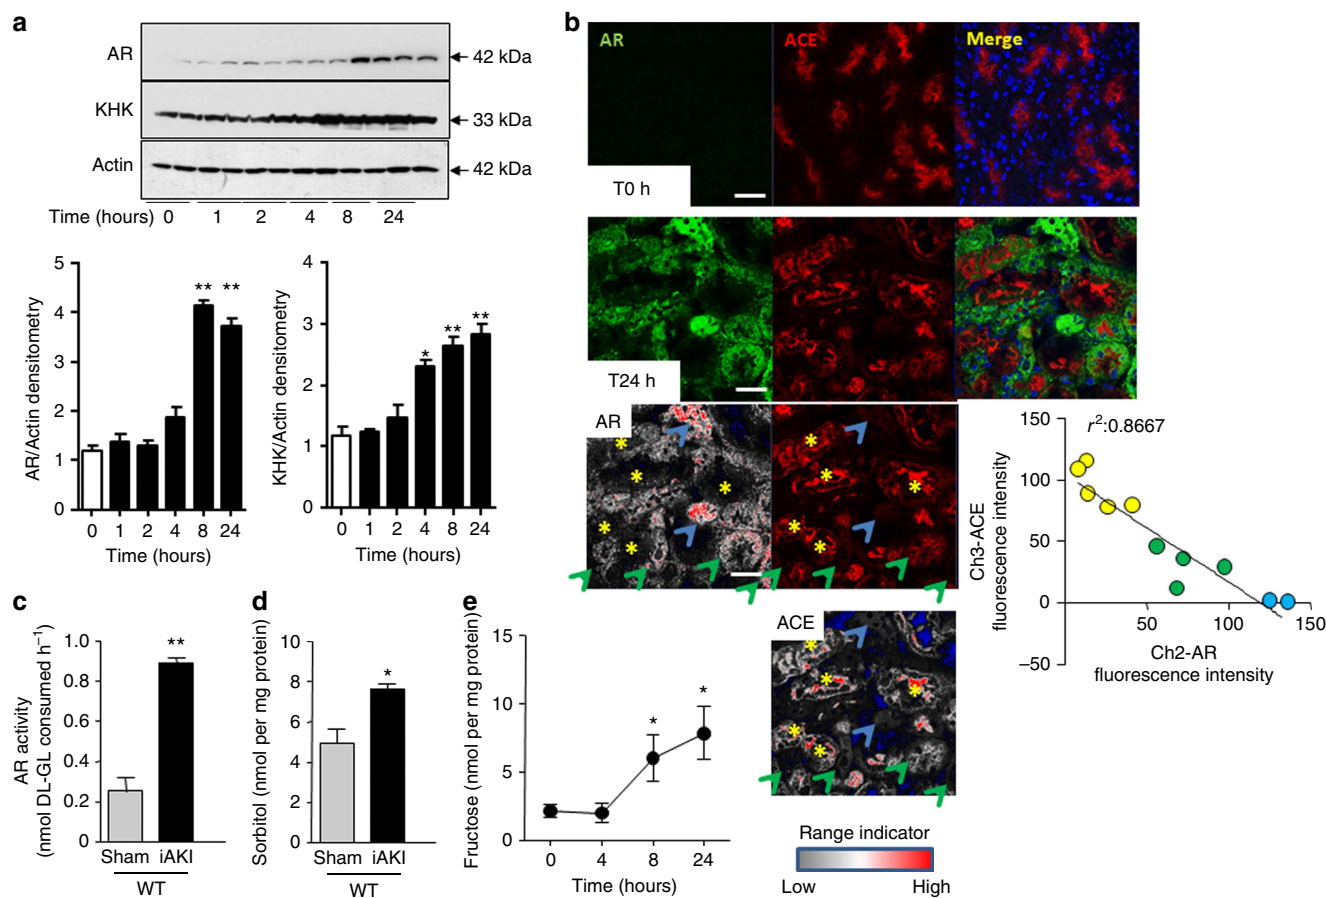 a
AR
42 kDa
KHK
33 kDa
Actin
42 kDa
Time (hours) 0 1 2 4 8 24
AR/Actin densitometry
5
4
3
2
1
0
** **
0 1 2 4 8 24
Time (hours)
KHK/Actin densitometry
4
3
2
1
0
* ** **
0 1 2 4 8 24
Time (hours)
b
AR ACE Merge
T0 h
T24 h
AR
* * * * *
* * * * *
ACE
* * * * *
150
100
50
0
–50
r²:0.8667
Ch3-ACE
fluorescence intensity
50 100 150
Ch2-AR
fluorescence intensity
Range indicator
Low High
c
AR activity
(nmol DL-GL consumed h⁻¹)
1.0
0.8
0.6
0.4
0.2
0
**
Sham iAKI
WT
d
Sorbitol (nmol per mg protein)
10
8
6
4
2
0
*
Sham iAKI
WT
e
Fructose (nmol per mg protein)
15
10
5
0
* *
0 4 8 24
Time (hours)